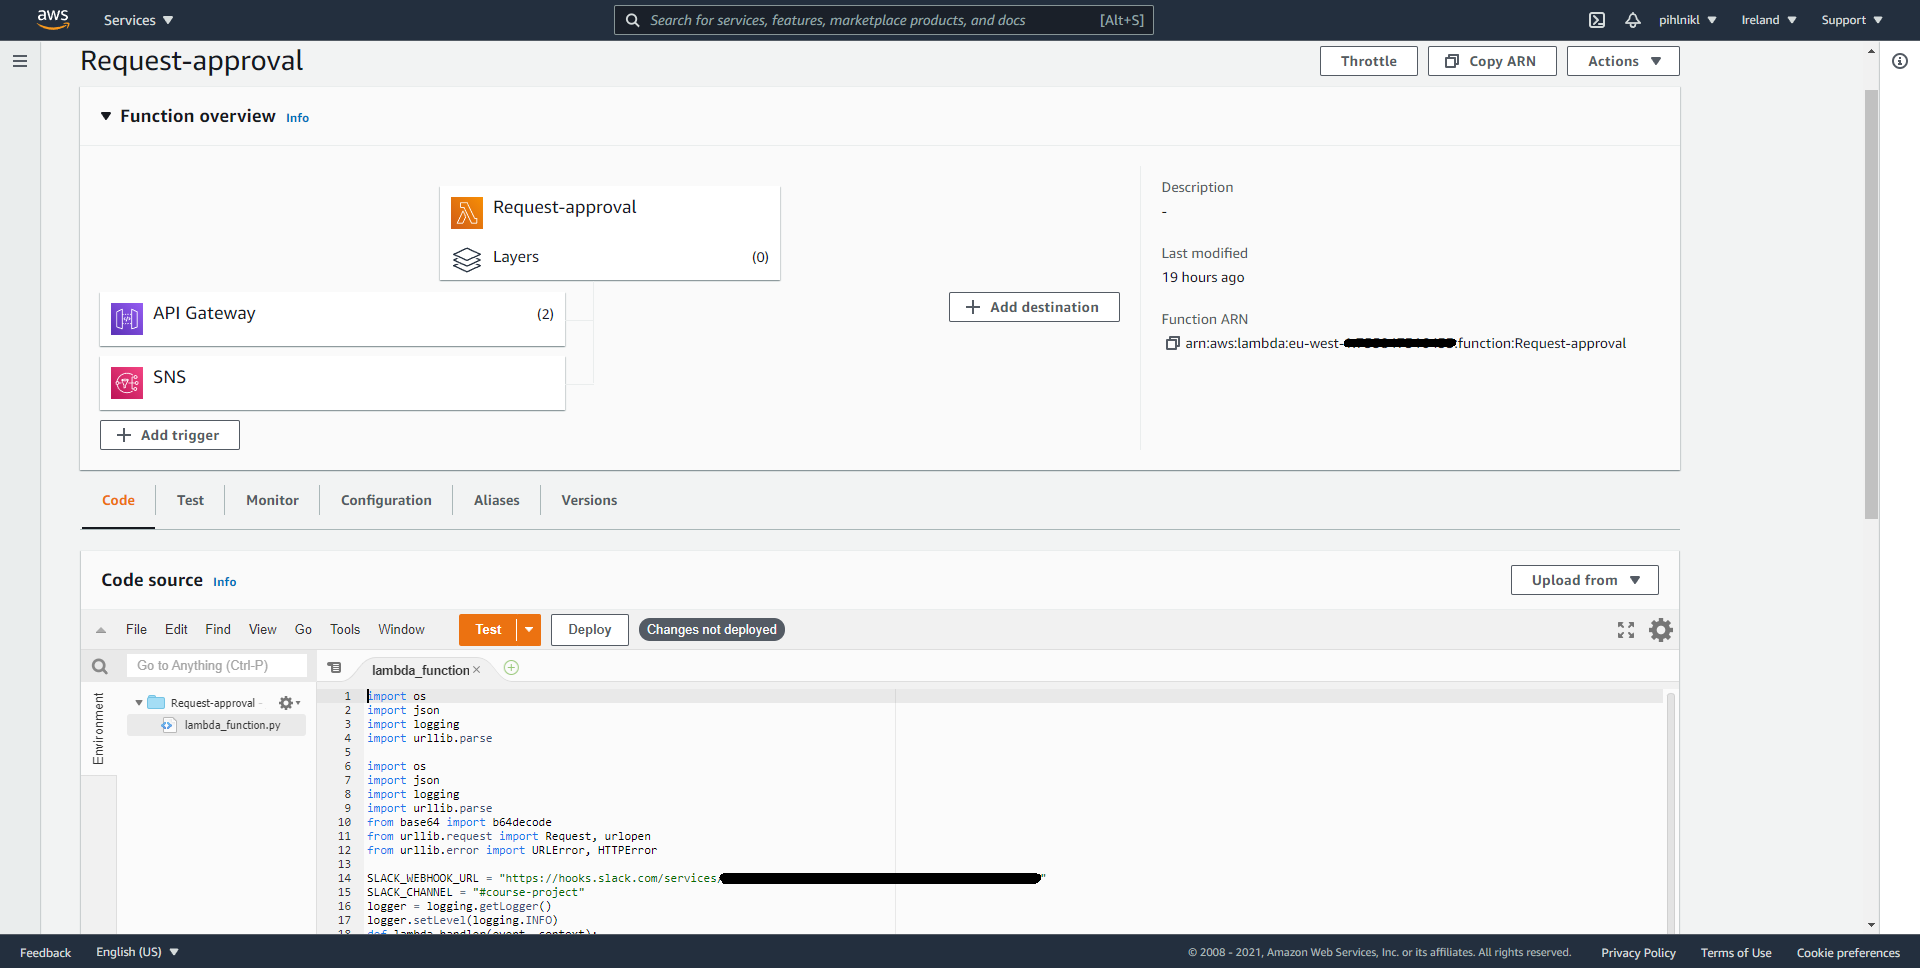 aws Services Search for services, features, marketplace products, and docs [Alt+S] pihlnikl Ireland Support
Request-approval Throttle Copy ARN Actions
Function overview Info
Request-approval
Layers (0)
API Gateway (2)
SNS
Add trigger
Add destination
Description
-
Last modified
19 hours ago
Function ARN
arn:aws:lambda:eu-west- :function:Request-approval
Code Test Monitor Configuration Aliases Versions
Code source Info Upload from
File Edit Find View Go Tools Window Test Deploy Changes not deployed
Go to Anything (Ctrl-P) lambda_function
Environment
Request-approval -
lambda_function.py
1 import os
2 import json
3 import logging
4 import urllib.parse
5
6 import os
7 import json
8 import logging
9 import urllib.parse
10 from base64 import b64decode
11 from urllib.request import Request, urlopen
12 from urllib.error import URLError, HTTPError
13
14 SLACK_WEBHOOK_URL = "https://hooks.slack.com/services/ "
15 SLACK_CHANNEL = "#course-project"
16 logger = logging.getLogger()
17 logger.setLevel(logging.INFO)
18 def lambda_handler(event, context):
Feedback English (US) © 2008 - 2021, Amazon Web Services, Inc. or its affiliates. All rights reserved. Privacy Policy Terms of Use Cookie preferences